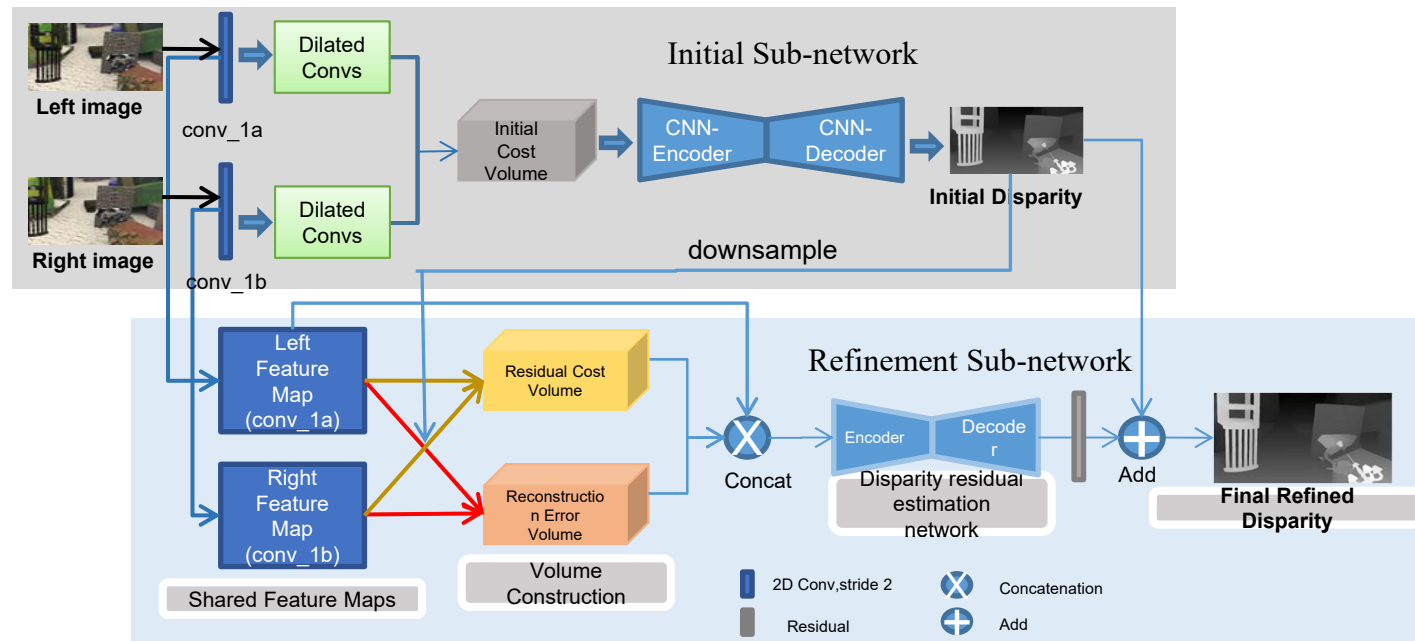 Initial Sub-network
Left image
conv_1a
Dilated
Convs
Right image
conv_1b
Dilated
Convs
Initial
Cost
Volume
CNN-
Encoder
CNN-
Decoder
Initial Disparity
downsample
Refinement Sub-network
Left
Feature
Map
(conv_1a)
Right
Feature
Map
(conv_1b)
Shared Feature Maps
Residual Cost
Volume
Reconstructio
n Error
Volume
Volume
Construction
Concat
Encoder
Decode
r
Disparity residual
estimation
network
Add
Final Refined
Disparity
2D Conv,stride 2
Concatenation
Residual
Add